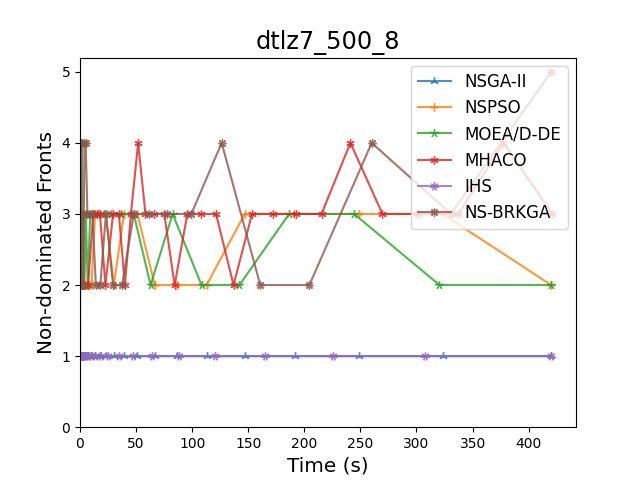 dtlz7_500_8
Non-dominated Fronts
5
4
3
2
1
0
0 50 100 150 200 250 300 350 400
Time (s)
NSGA-II
NSPSO
MOEA/D-DE
MHACO
IHS
NS-BRKGA